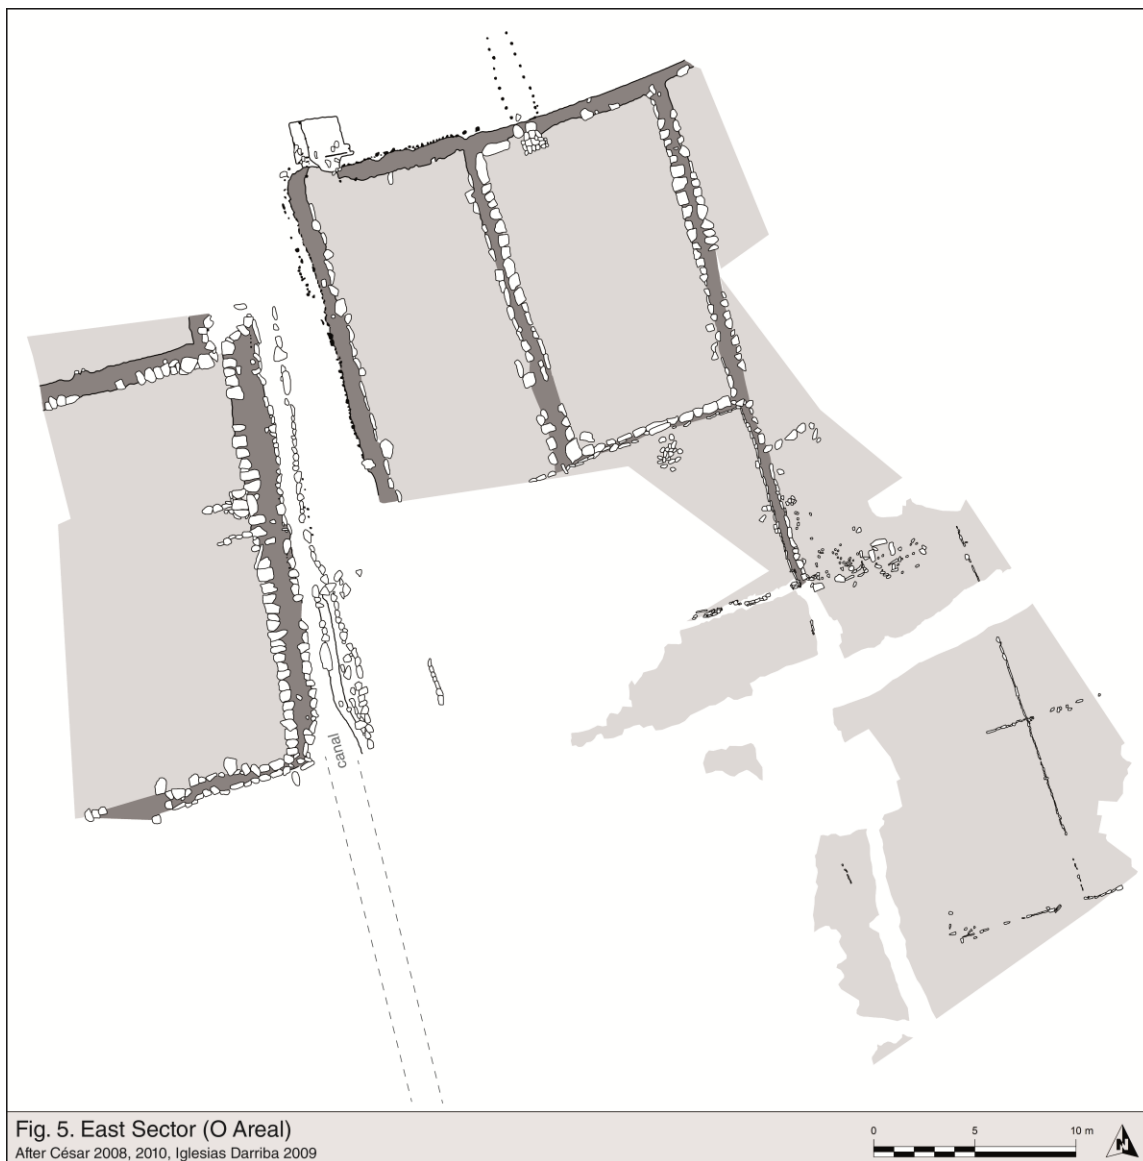 canal
Fig. 5. East Sector (O Areal)
After César 2008, 2010, Iglesias Darriba 2009
0 5 10 m
N